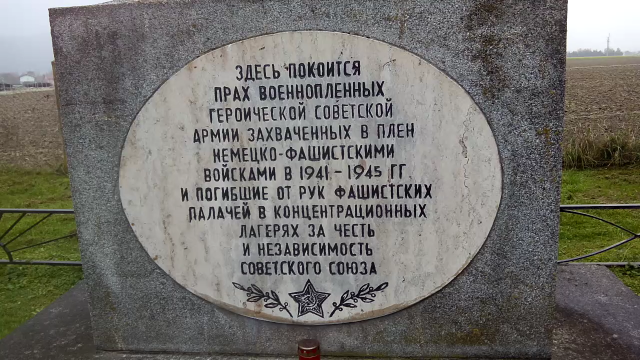 ЗДЕСЬ ПОКОИТСЯ
ПРАХ ВОЕННОПЛЕННЫХ
ГЕРОИЧЕСКОЙ СОВЕТСКОЙ
АРМИИ ЗАХВАЧЕННЫХ В ПЛЕН
НЕМЕЦКО-ФАШИСТСКИМИ
ВОЙСКАМИ В 1941 - 1945 ГГ.
И ПОГИБШИЕ ОТ РУК ФАШИСТСКИХ
ПАЛАЧЕЙ В КОНЦЕНТРАЦИОННЫХ
ЛАГЕРЯХ ЗА ЧЕСТЬ
И НЕЗАВИСИМОСТЬ
СОВЕТСКОГО СОЮЗА